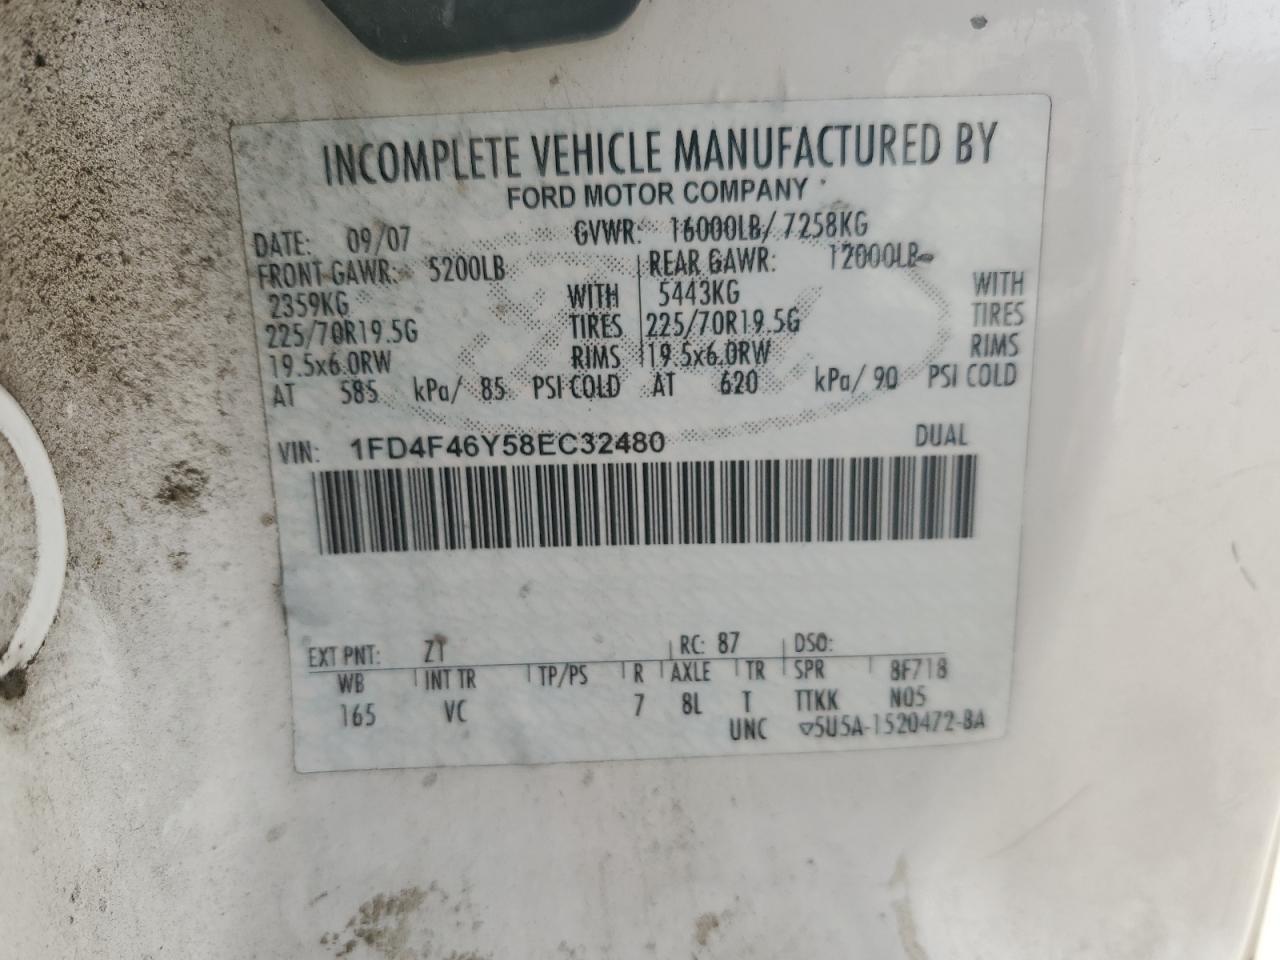 INCOMPLETE VEHICLE MANUFACTURED BY
FORD MOTOR COMPANY
DATE: 09/07 GVWR: 16000LB/ 7258KG
FRONT GAWR: 5200LB REAR GAWR: 12000LB
2359KG WITH 5443KG WITH
225/70R19.5G TIRES 225/70R19.5G TIRES
19.5x6.0RW RIMS 19.5x6.0RW RIMS
AT 585 kPa/ 85 PSI COLD AT 620 kPa/ 90 PSI COLD
VIN: 1FD4F46Y58EC32480 DUAL
EXT PNT: ZT RC: 87 DSO:
WB INT TR TP/PS R AXLE TR SPR 8F718
165 VC 7 8L T TTKK N05
UNC ▽5U5A-1520472-BA